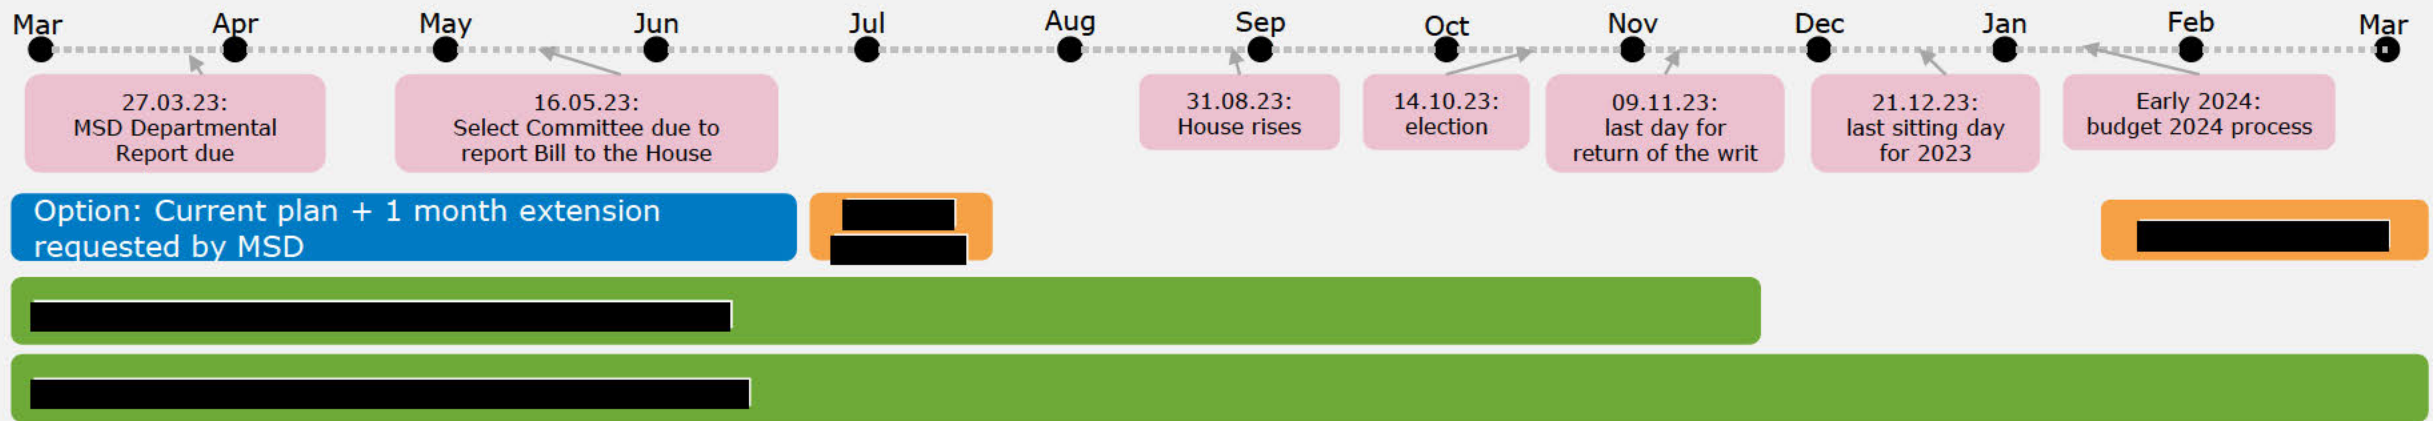 Mar Apr May Jun Jul Aug Sep Oct Nov Dec Jan Feb Mar
27.03.23:
MSD Departmental
Report due
16.05.23:
Select Committee due to
report Bill to the House
31.08.23:
House rises
14.10.23:
election
09.11.23:
last day for
return of the writ
21.12.23:
last sitting day
for 2023
Early 2024:
budget 2024 process
Option: Current plan + 1 month extension
requested by MSD